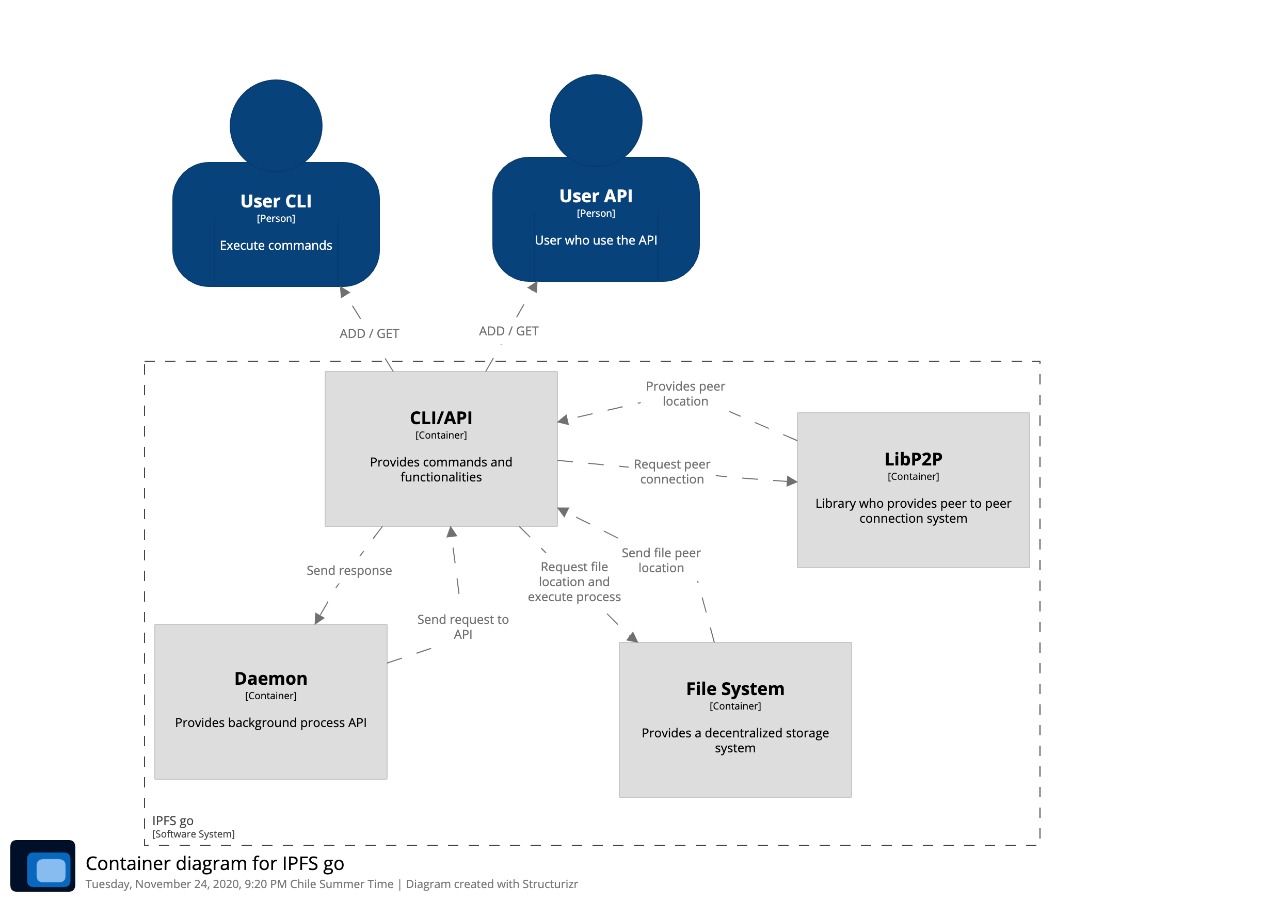 User CLI
[Person]
Execute commands
User API
[Person]
User who use the API
ADD / GET
ADD / GET
CLI/API
[Container]
Provides commands and
functionalities
Provides peer
location
Request peer
connection
LibP2P
[Container]
Library who provides peer to peer
connection system
Send response
Send request to
API
Request file
location and
execute process
Send file peer
location
Daemon
[Container]
Provides background process API
File System
[Container]
Provides a decentralized storage
system
IPFS go
[Software System]
Container diagram for IPFS go
Tuesday, November 24, 2020, 9:20 PM Chile Summer Time | Diagram created with Structurizr